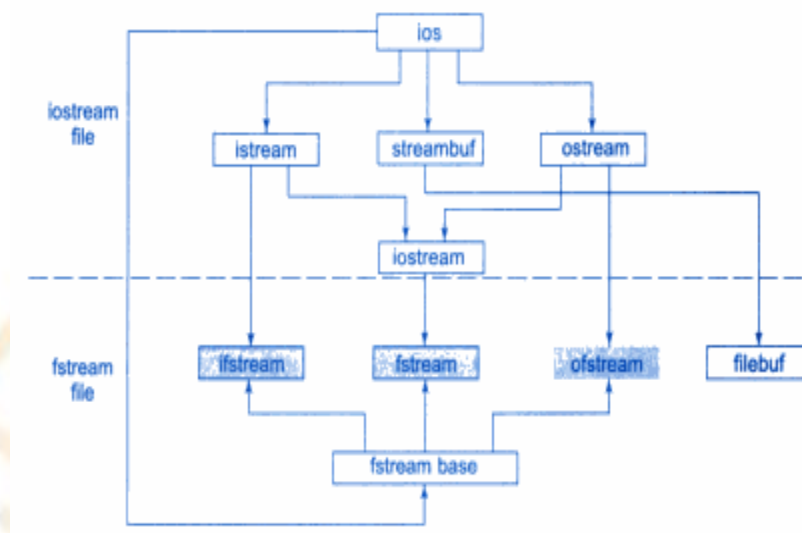 ios
iostream
file
istream
streambuf
ostream
iostream
fstream
file
ifstream
fstream
ofstream
filebuf
fstream base